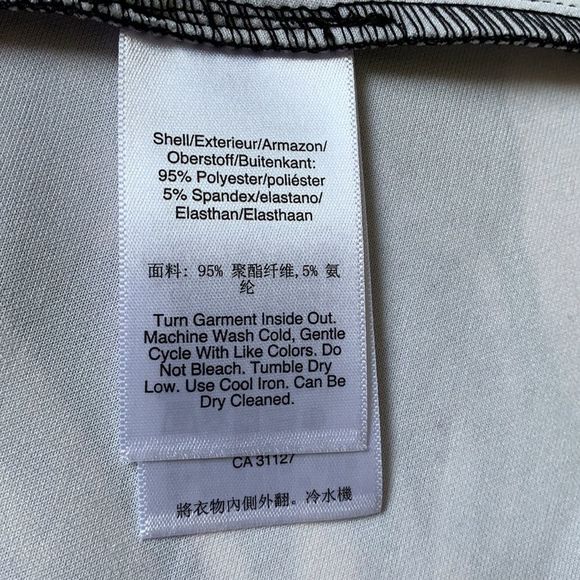 Shell/Exterieur/Armazon/
Oberstoff/Buitenkant:
95% Polyester/poliéster
5% Spandex/elastano/
Elasthan/Elasthaan
面料: 95% 聚酯纤维,5% 氨
纶
Turn Garment Inside Out.
Machine Wash Cold, Gentle
Cycle With Like Colors. Do
Not Bleach. Tumble Dry
Low. Use Cool Iron. Can Be
Dry Cleaned.
CA 31127
將衣物內側外翻。冷水機